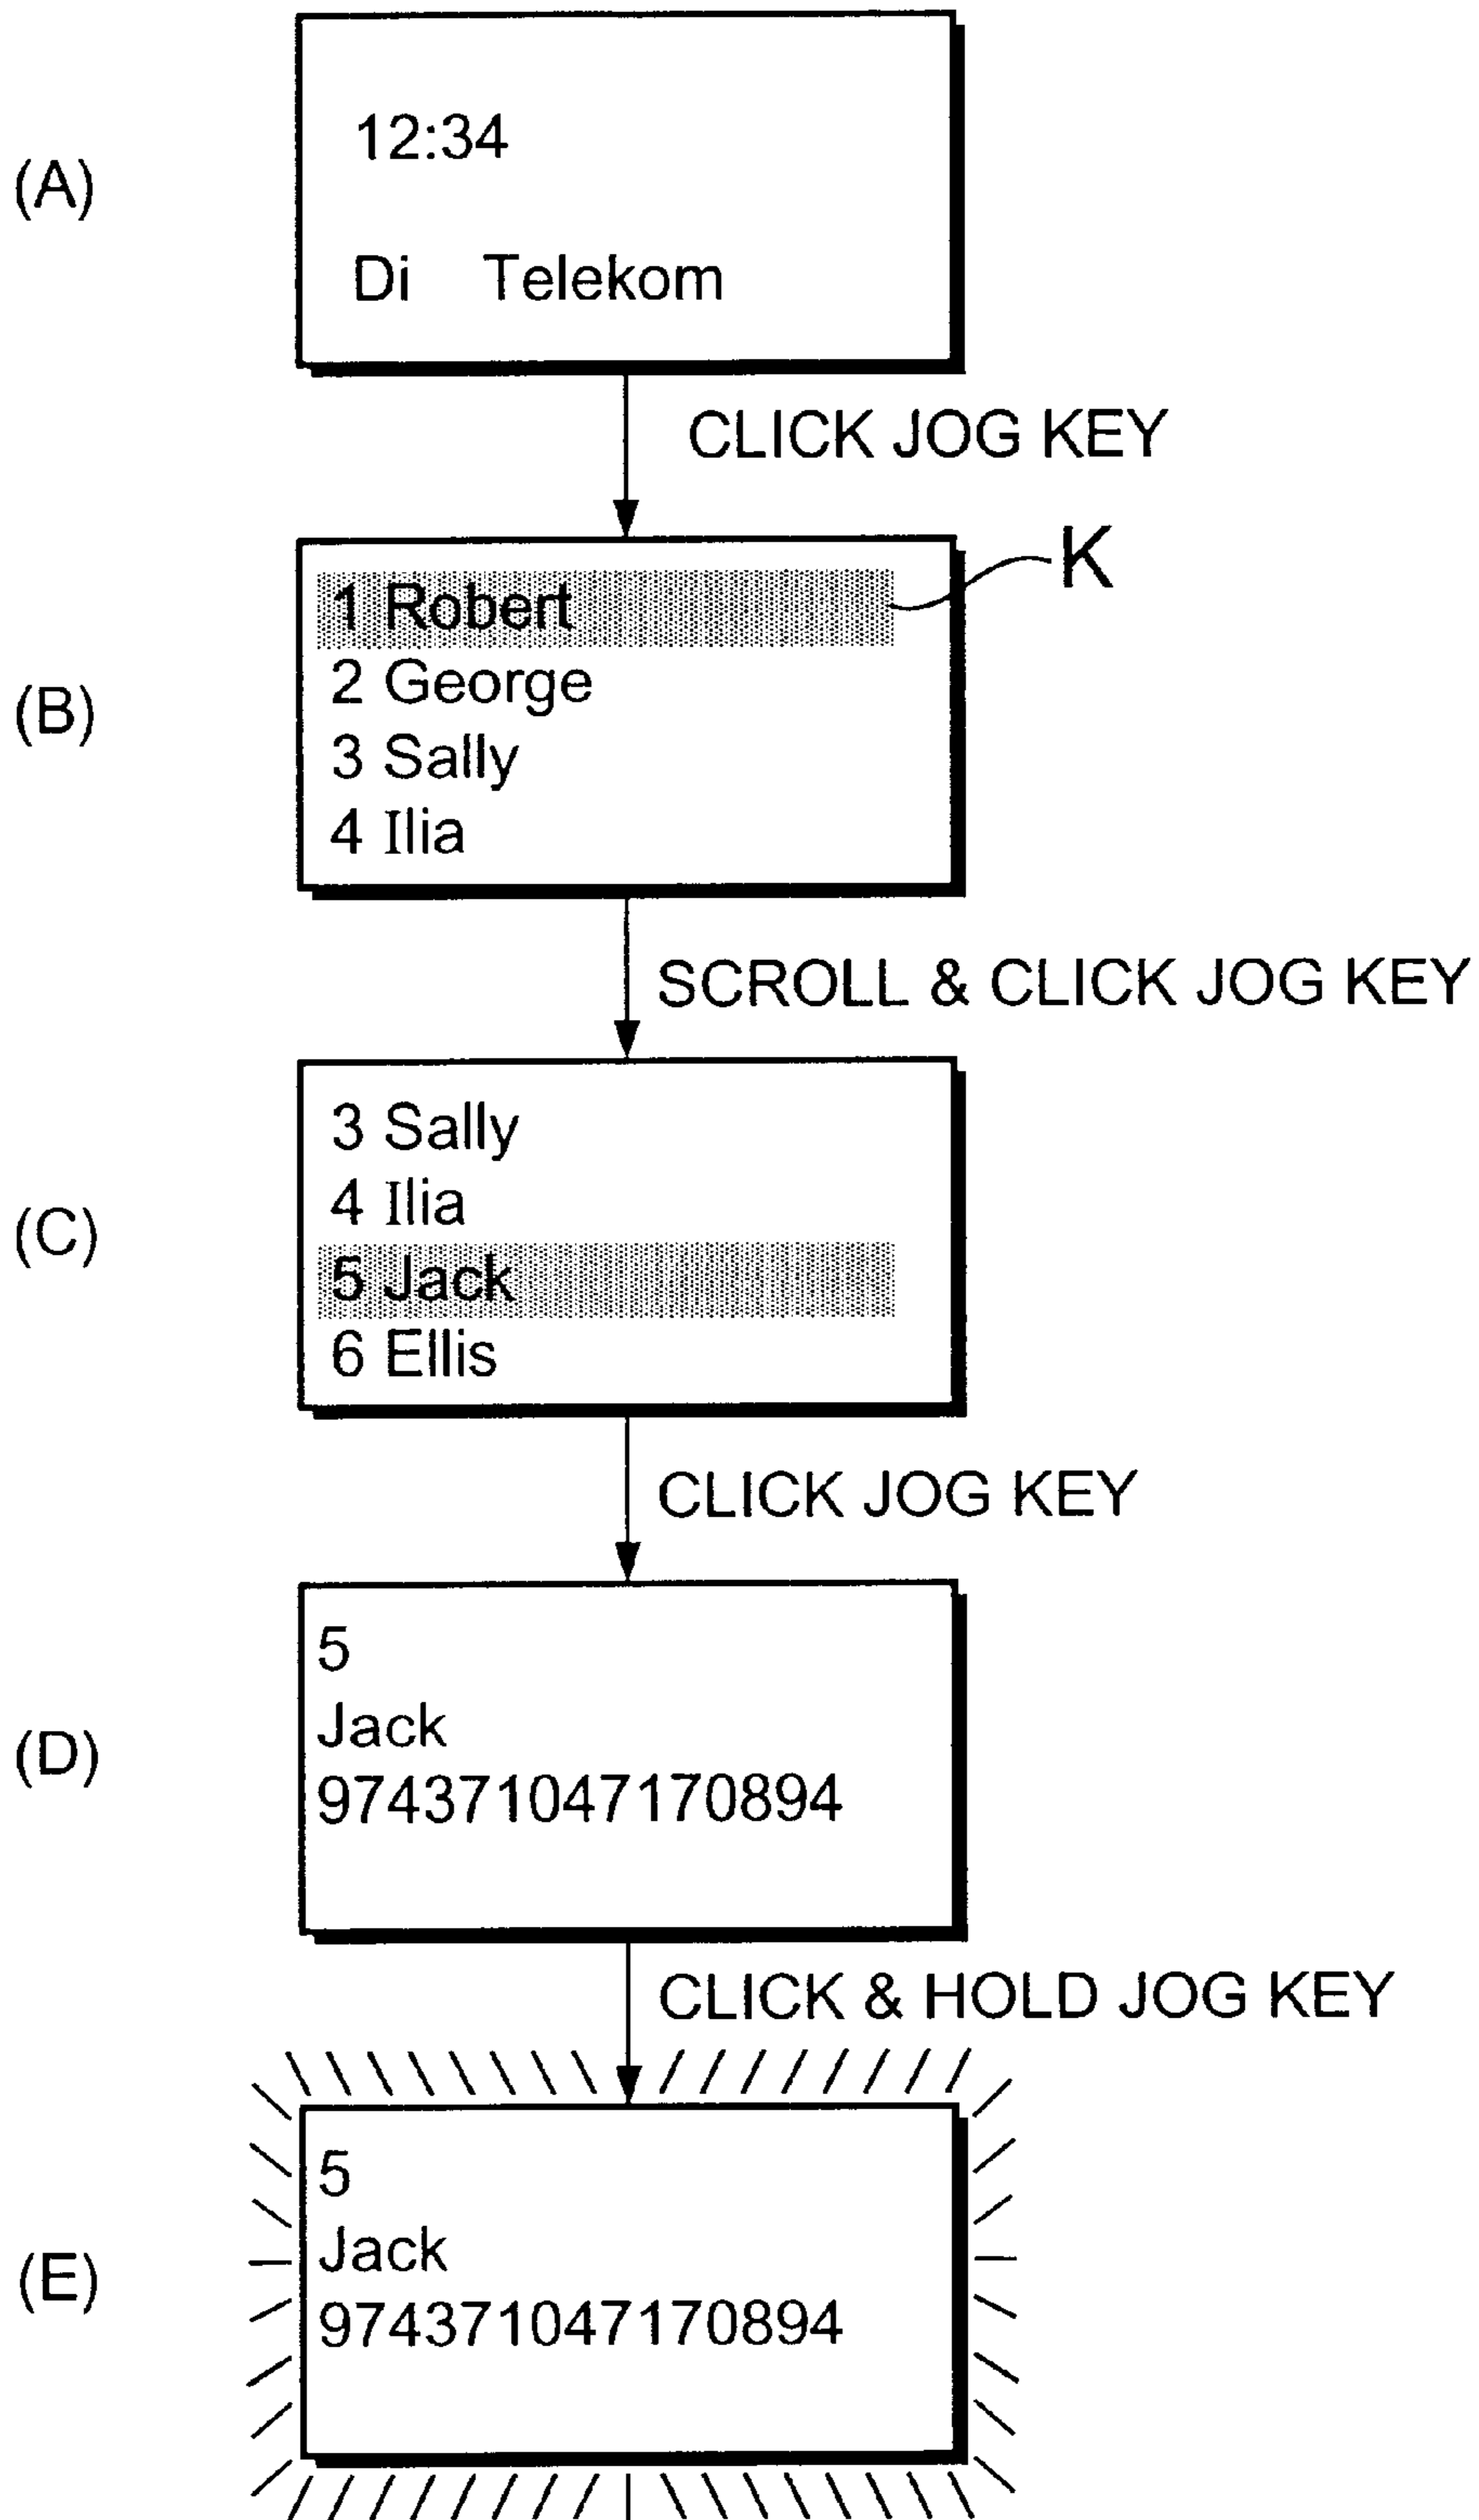 (A)
12:34
Di Telekom
CLICK JOG KEY
K
(B)
1 Robert
2 George
3 Sally
4 Ilia
SCROLL & CLICK JOG KEY
(C)
3 Sally
4 Ilia
5 Jack
6 Ellis
CLICK JOG KEY
(D)
5
Jack
974371047170894
CLICK & HOLD JOG KEY
(E)
5
Jack
974371047170894